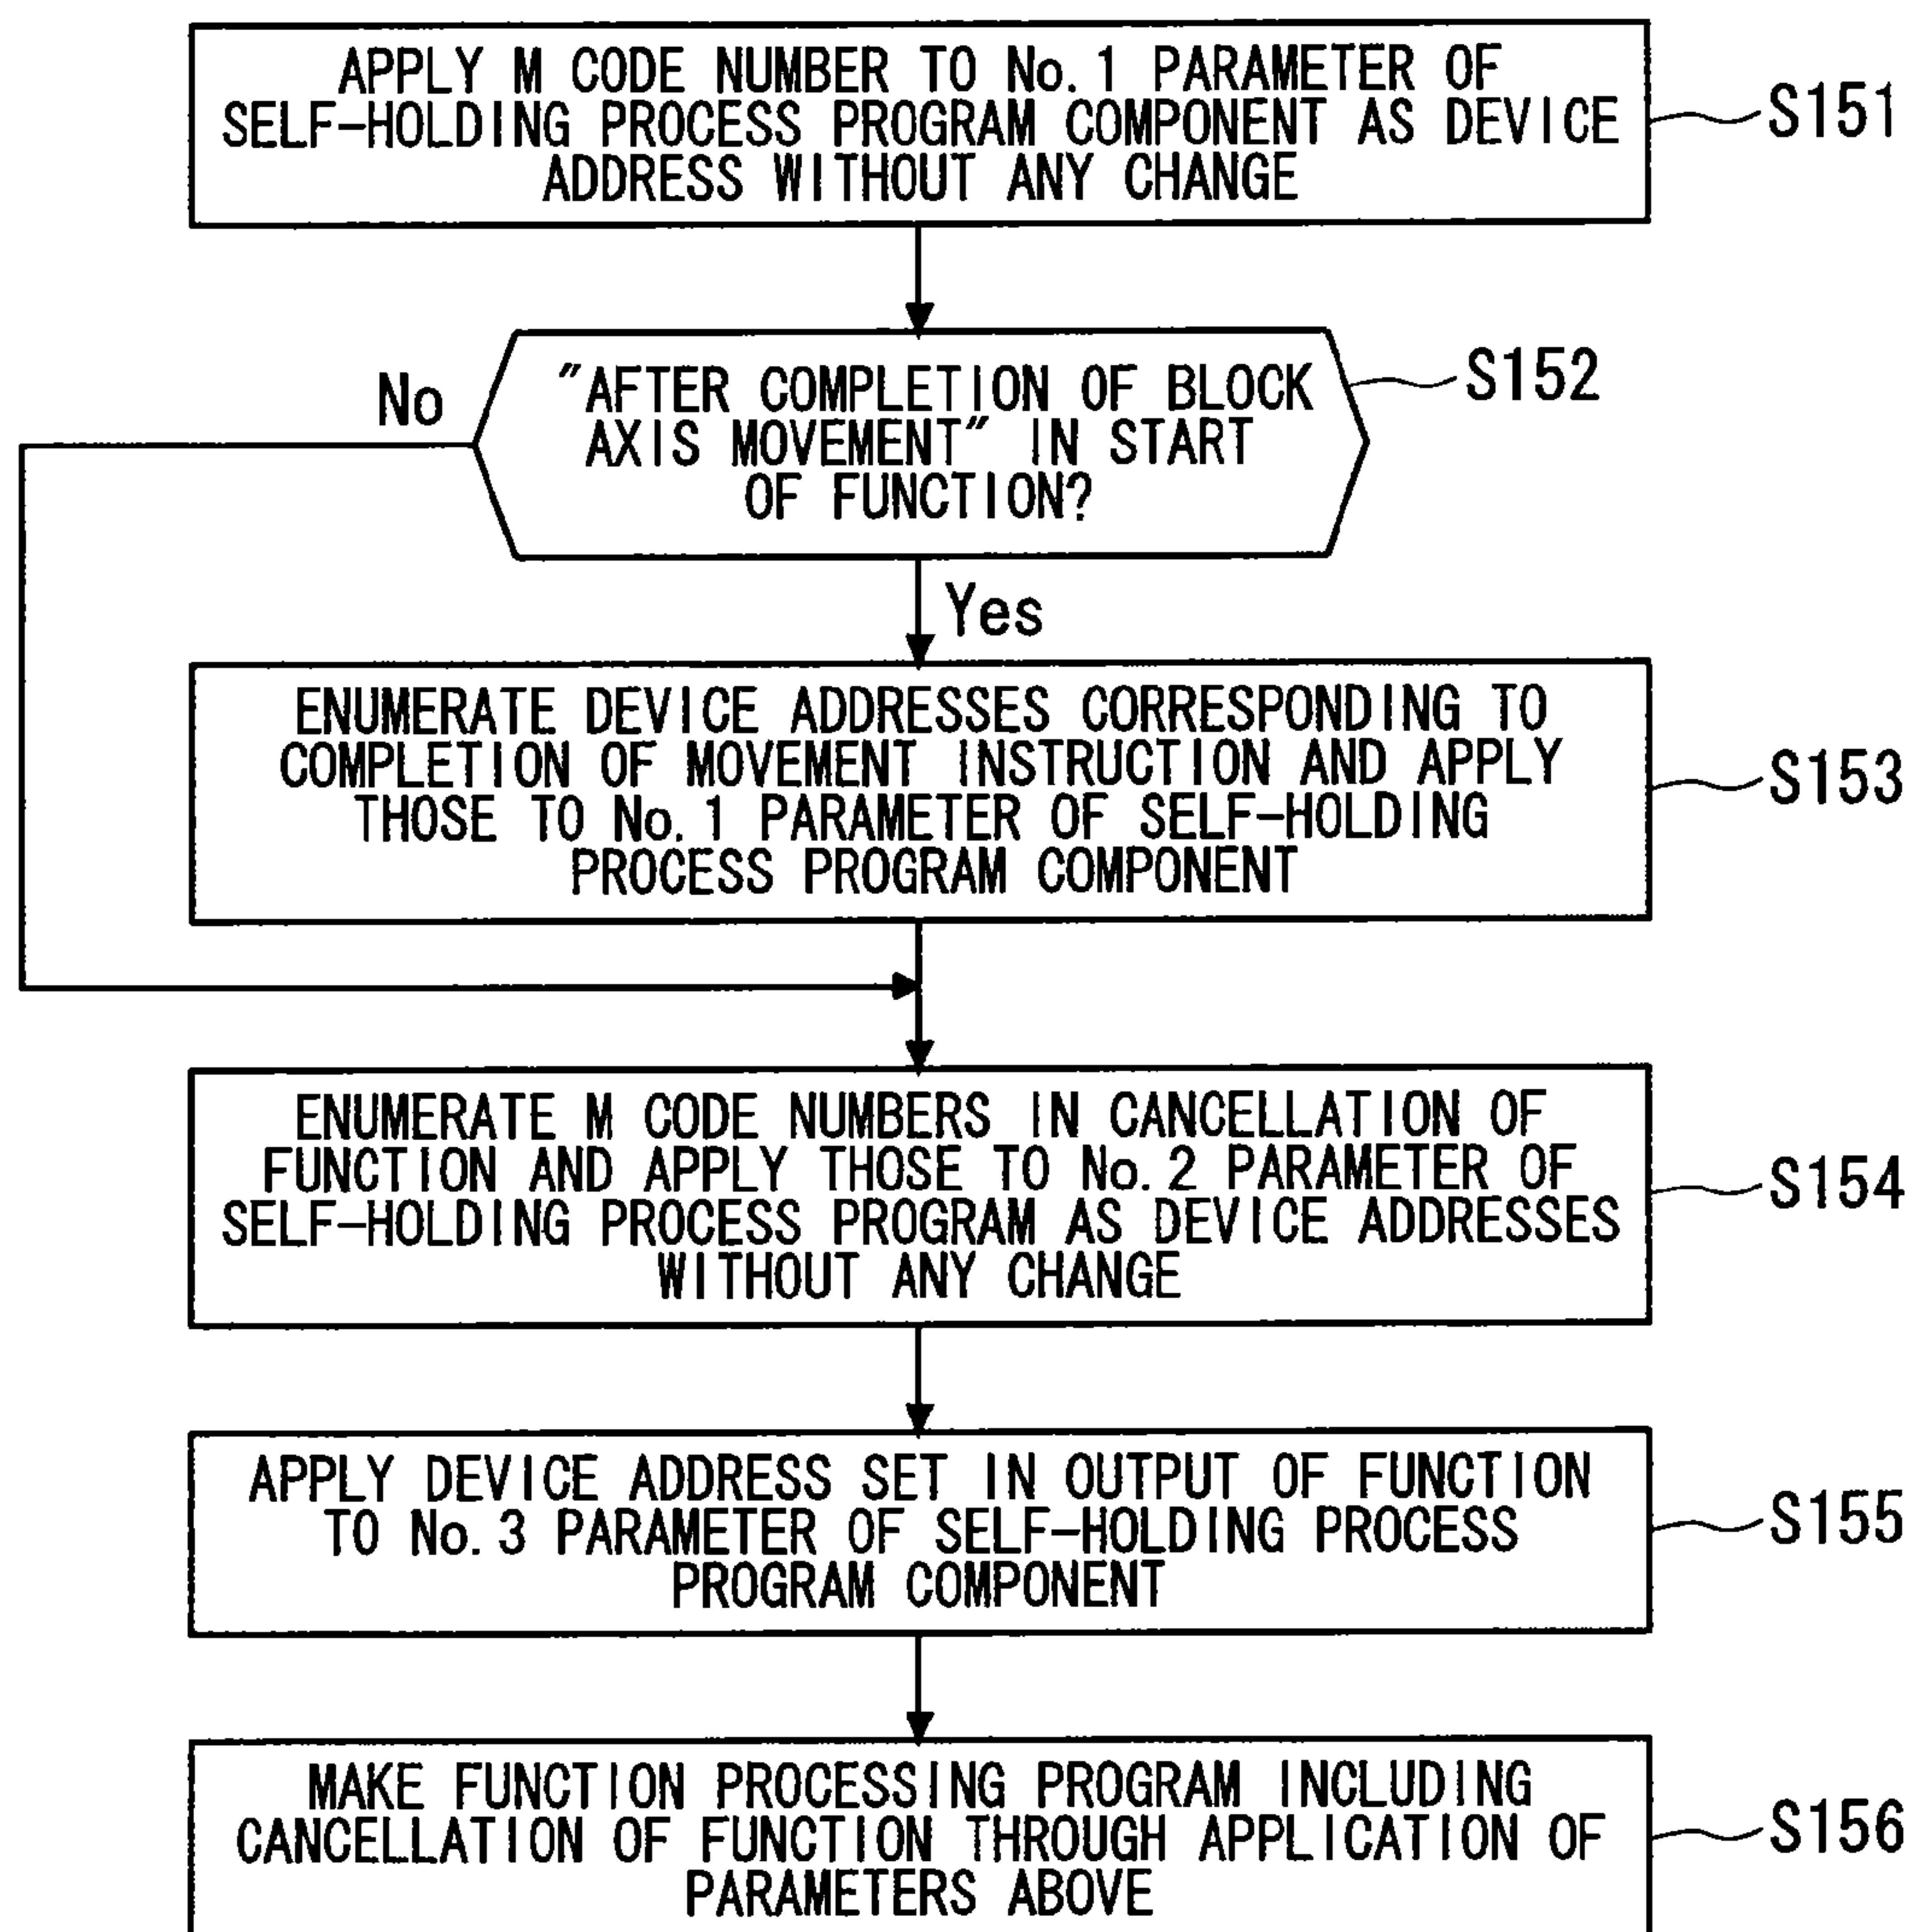 APPLY M CODE NUMBER TO No.1 PARAMETER OF
SELF-HOLDING PROCESS PROGRAM COMPONENT AS DEVICE
ADDRESS WITHOUT ANY CHANGE
S151
"AFTER COMPLETION OF BLOCK
AXIS MOVEMENT" IN START
OF FUNCTION?
S152
No
Yes
ENUMERATE DEVICE ADDRESSES CORRESPONDING TO
COMPLETION OF MOVEMENT INSTRUCTION AND APPLY
THOSE TO No.1 PARAMETER OF SELF-HOLDING
PROCESS PROGRAM COMPONENT
S153
ENUMERATE M CODE NUMBERS IN CANCELLATION OF
FUNCTION AND APPLY THOSE TO No.2 PARAMETER OF
SELF-HOLDING PROCESS PROGRAM AS DEVICE ADDRESSES
WITHOUT ANY CHANGE
S154
APPLY DEVICE ADDRESS SET IN OUTPUT OF FUNCTION
TO No.3 PARAMETER OF SELF-HOLDING PROCESS
PROGRAM COMPONENT
S155
MAKE FUNCTION PROCESSING PROGRAM INCLUDING
CANCELLATION OF FUNCTION THROUGH APPLICATION OF
PARAMETERS ABOVE
S156